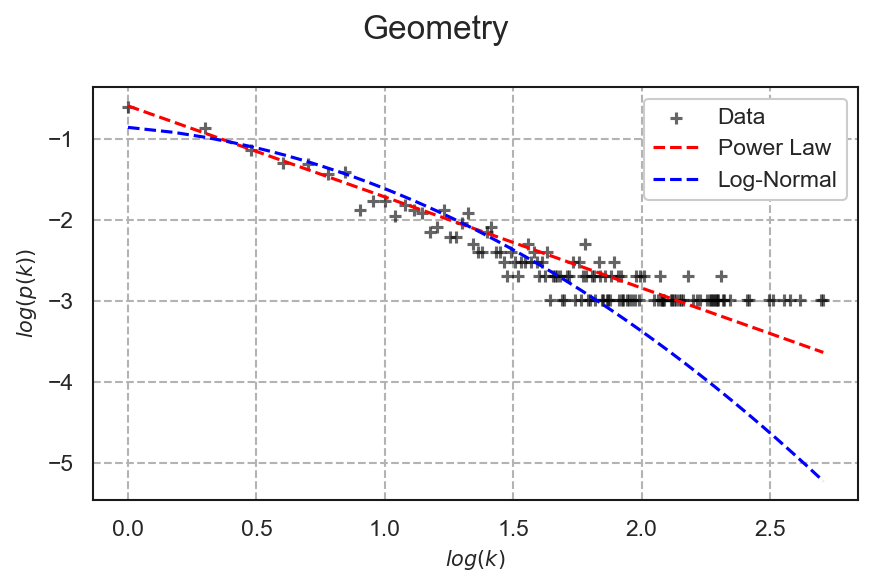 Geometry
Data
Power Law
Log-Normal
−1
−2
−3
−4
−5
log(p(k))
0.0 0.5 1.0 1.5 2.0 2.5
log(k)